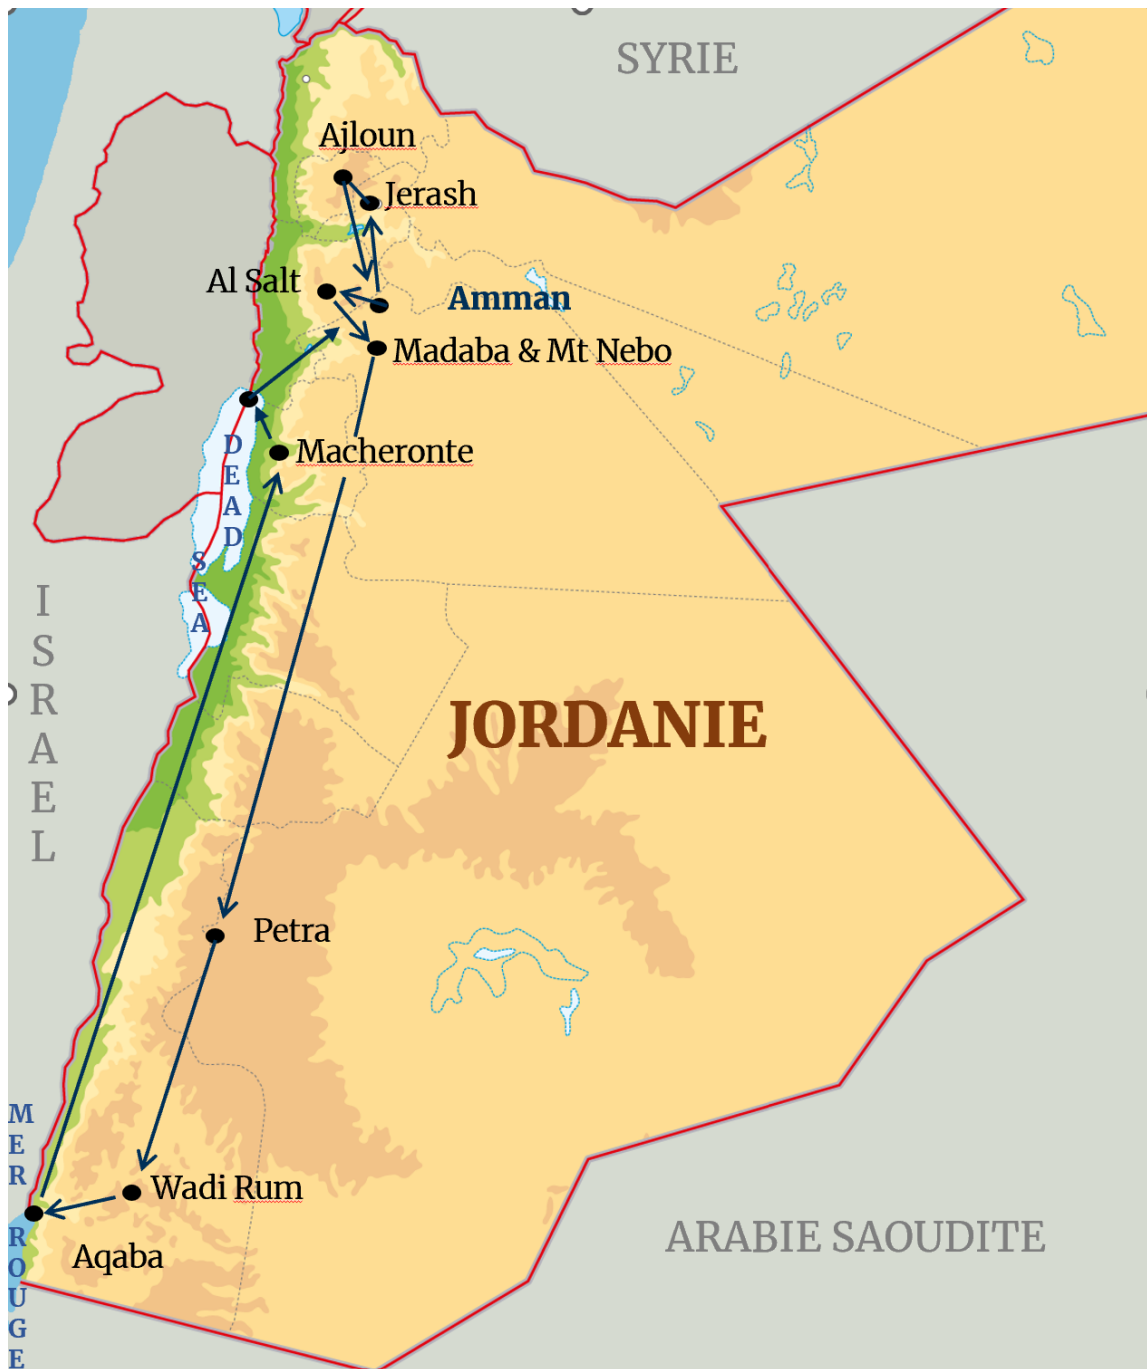 SYRIE
Ajloun
Jerash
Al Salt
Amman
Madaba & Mt Nebo
Macheronte
DEAD
SEA
ISRAEL
JORDANIE
Petra
MER
ROUGE
Wadi Rum
Aqaba
ARABIE SAOUDITE